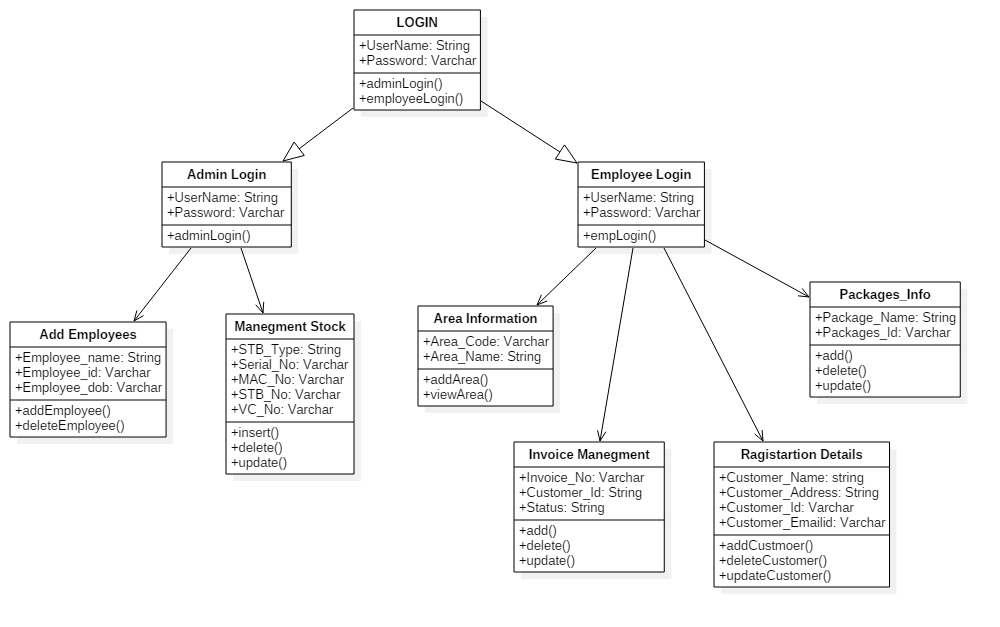 LOGIN
+UserName: String
+Password: Varchar
+adminLogin()
+employeeLogin()
Admin Login
+UserName: String
+Password: Varchar
+adminLogin()
Employee Login
+UserName: String
+Password: Varchar
+empLogin()
Add Employees
+Employee_name: String
+Employee_id: Varchar
+Employee_dob: Varchar
+addEmployee()
+deleteEmployee()
Manegment Stock
+STB_Type: String
+Serial_No: Varchar
+MAC_No: Varchar
+STB_No: Varchar
+VC_No: Varchar
+insert()
+delete()
+update()
Area Information
+Area_Code: Varchar
+Area_Name: String
+addArea()
+viewArea()
Packages_Info
+Package_Name: String
+Packages_Id: Varchar
+add()
+delete()
+update()
Invoice Manegment
+Invoice_No: Varchar
+Customer_Id: String
+Status: String
+add()
+delete()
+update()
Ragistartion Details
+Customer_Name: string
+Customer_Address: String
+Customer_Id: Varchar
+Customer_Emailid: Varchar
+addCustmoer()
+deleteCustomer()
+updateCustomer()